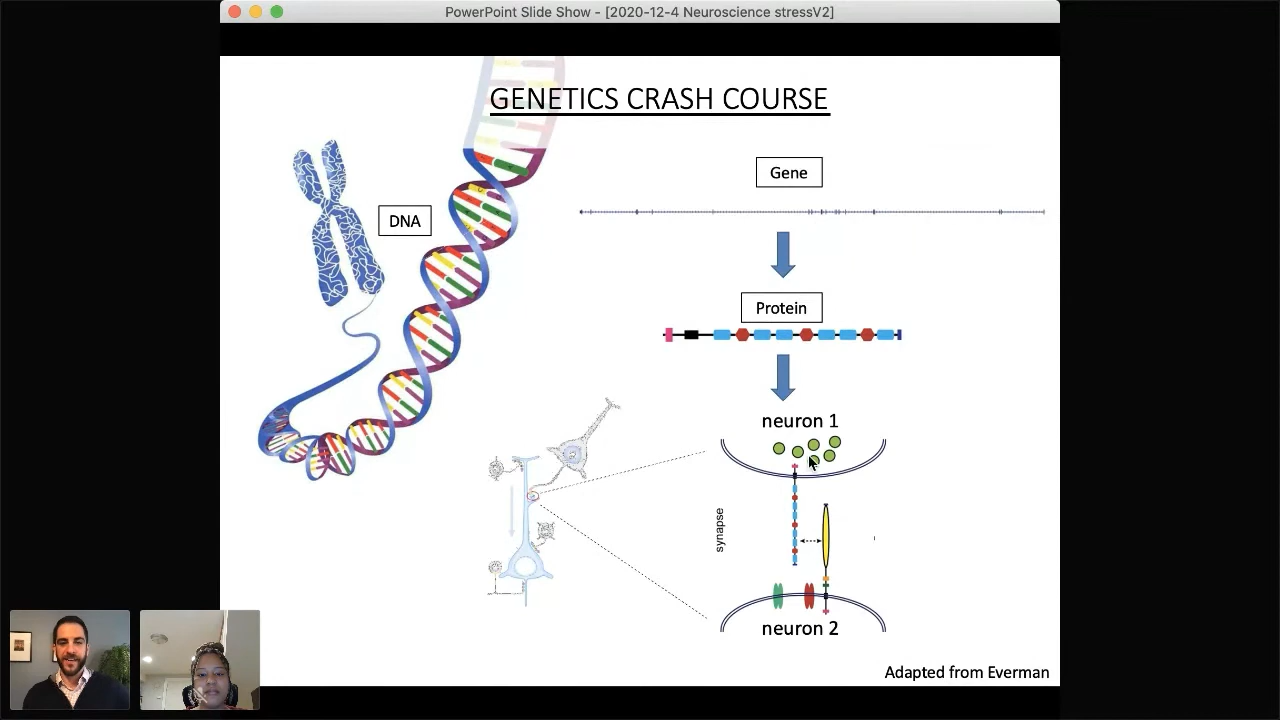 PowerPoint Slide Show - [2020-12-4 Neuroscience stressV2]
GENETICS CRASH COURSE
Gene
DNA
Protein
neuron 1
synapse
neuron 2
Adapted from Everman